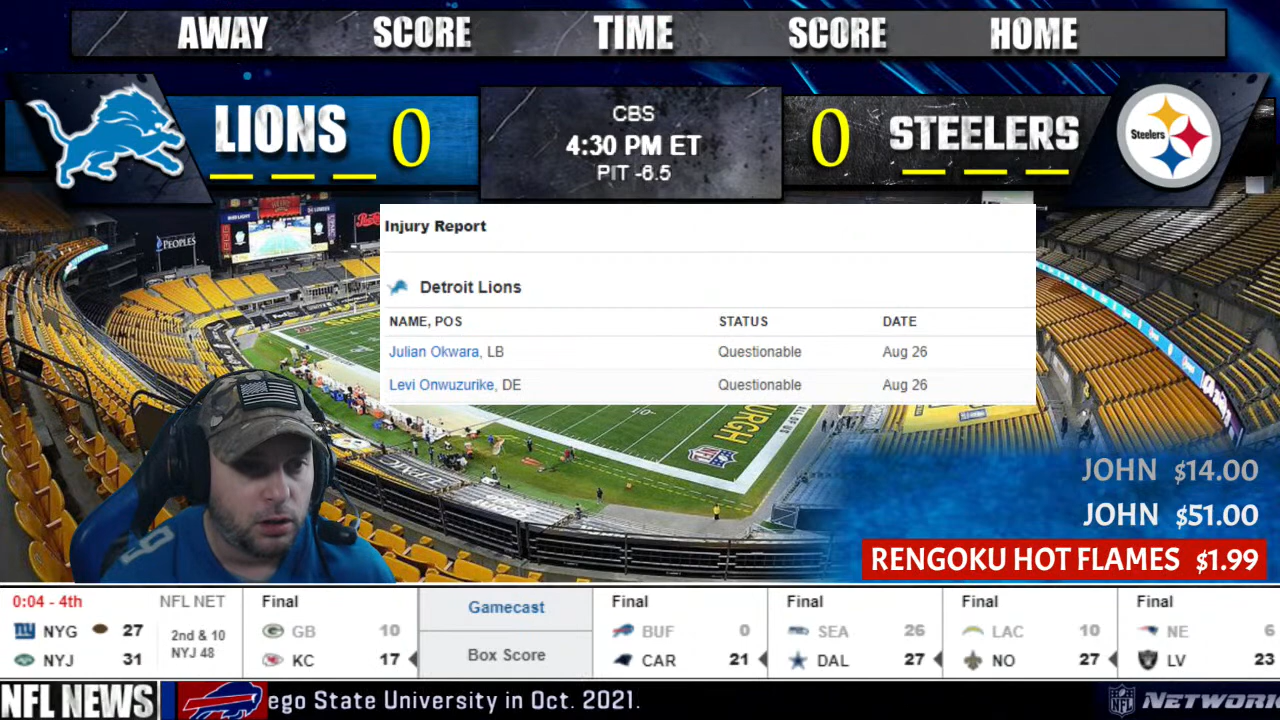 AWAY SCORE TIME SCORE HOME
LIONS 0
CBS
4:30 PM ET
PIT -6.5
0 STEELERS
Steelers
PEOPLES
Injury Report
Detroit Lions
NAME, POS STATUS DATE
Julian Okwara, LB Questionable Aug 26
Levi Onwuzurike, DE Questionable Aug 26
NFL
JOHN $14.00
JOHN $51.00
RENGOKU HOT FLAMES $1.99
0:04 - 4th NFL NET
NYG 27
NYJ 31
2nd & 10
NYJ 48
Final
GB 10
KC 17
Gamecast
Box Score
Final
BUF 0
CAR 21
Final
SEA 26
DAL 27
Final
LAC 10
NO 27
Final
NE 6
LV 23
NFL NEWS
ego State University in Oct. 2021.
NFL NETWORK